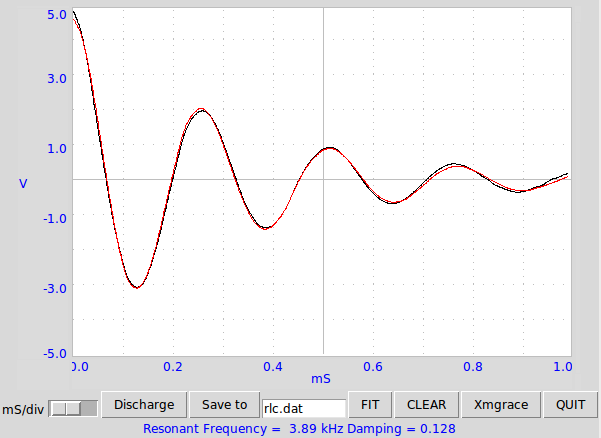 5.0
3.0
1.0
V
-1.0
-3.0
-5.0
0.0 0.2 0.4 0.6 0.8 1.0
mS
mS/div Discharge Save to rlc.dat FIT CLEAR Xmgrace QUIT
Resonant Frequency = 3.89 kHz Damping = 0.128